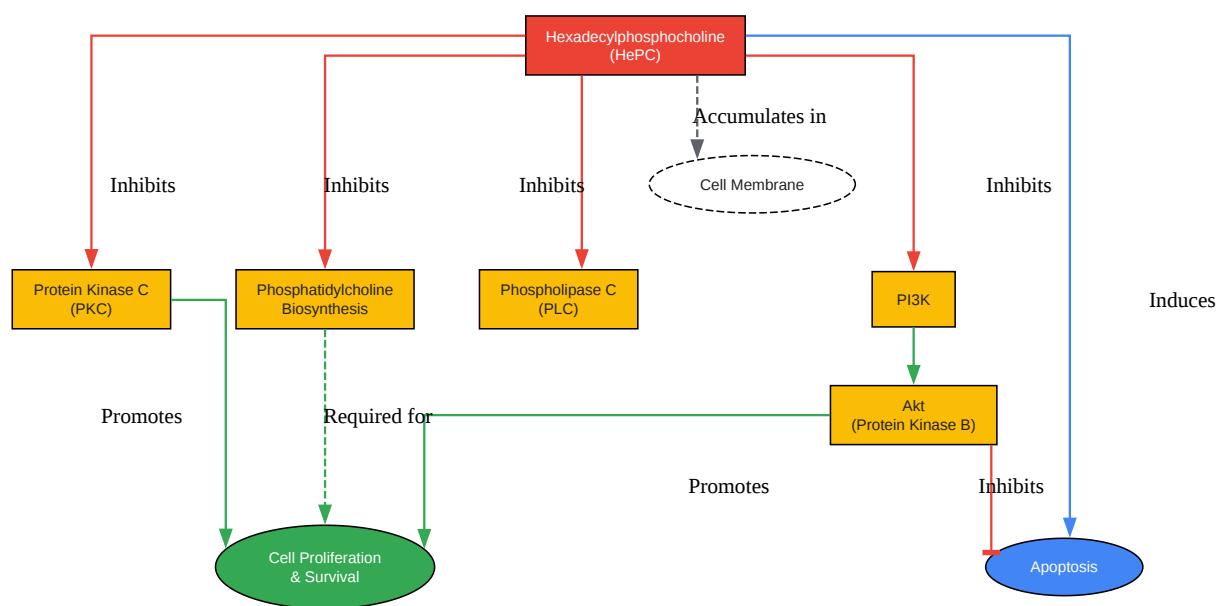 Hexadecylphosphocholine
(HePC)
Accumulates in
Cell Membrane
Inhibits
Inhibits
Inhibits
Inhibits
Protein Kinase C
(PKC)
Phosphatidylcholine
Biosynthesis
Phospholipase C
(PLC)
PI3K
Induces
Akt
(Protein Kinase B)
Promotes
Required for
Promotes
Inhibits
Cell Proliferation
& Survival
Apoptosis